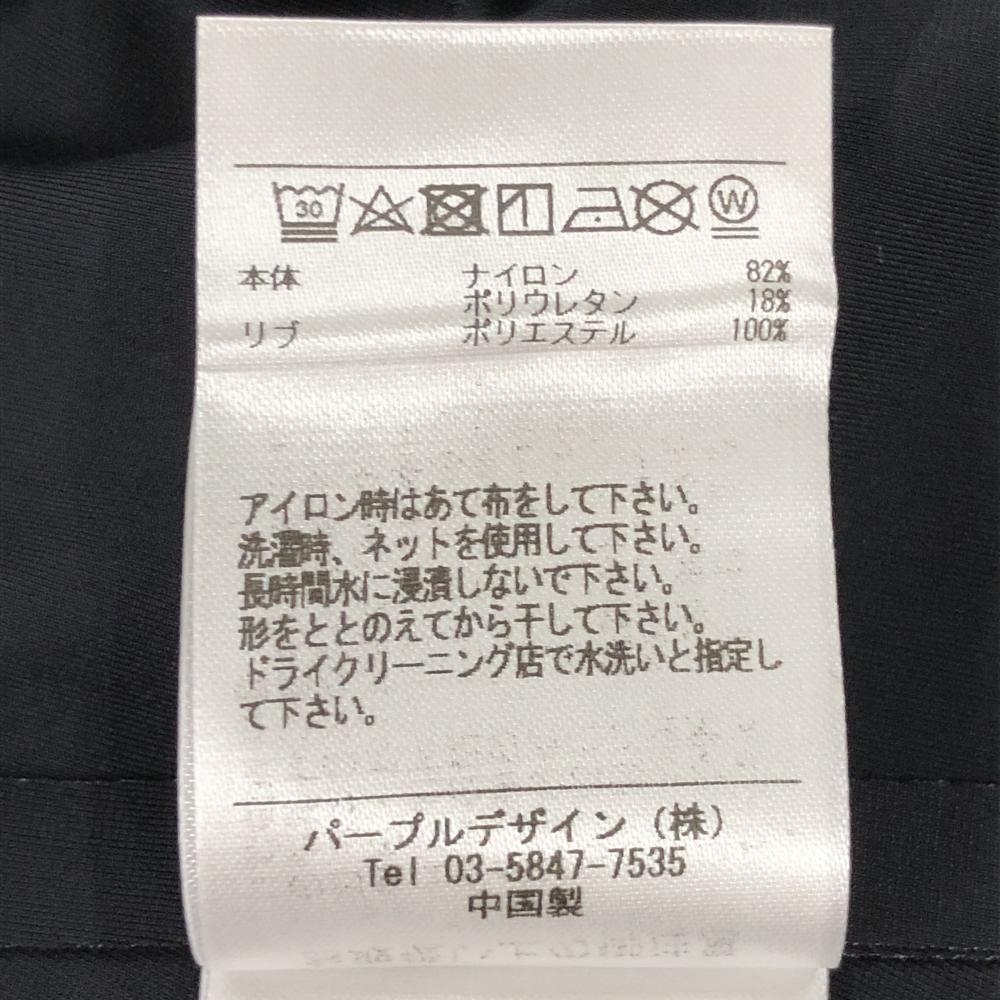 30 W
本体 ナイロン 82%
ポリウレタン 18%
リブ ポリエステル 100%
アイロン時はあて布をして下さい。
洗濯時、ネットを使用して下さい。
長時間水に浸漬しないで下さい。
形をととのえてから干して下さい。
ドライクリーニング店で水洗いと指定し
て下さい。
パープルデザイン（株）
Tel 03-5847-7535
中国製